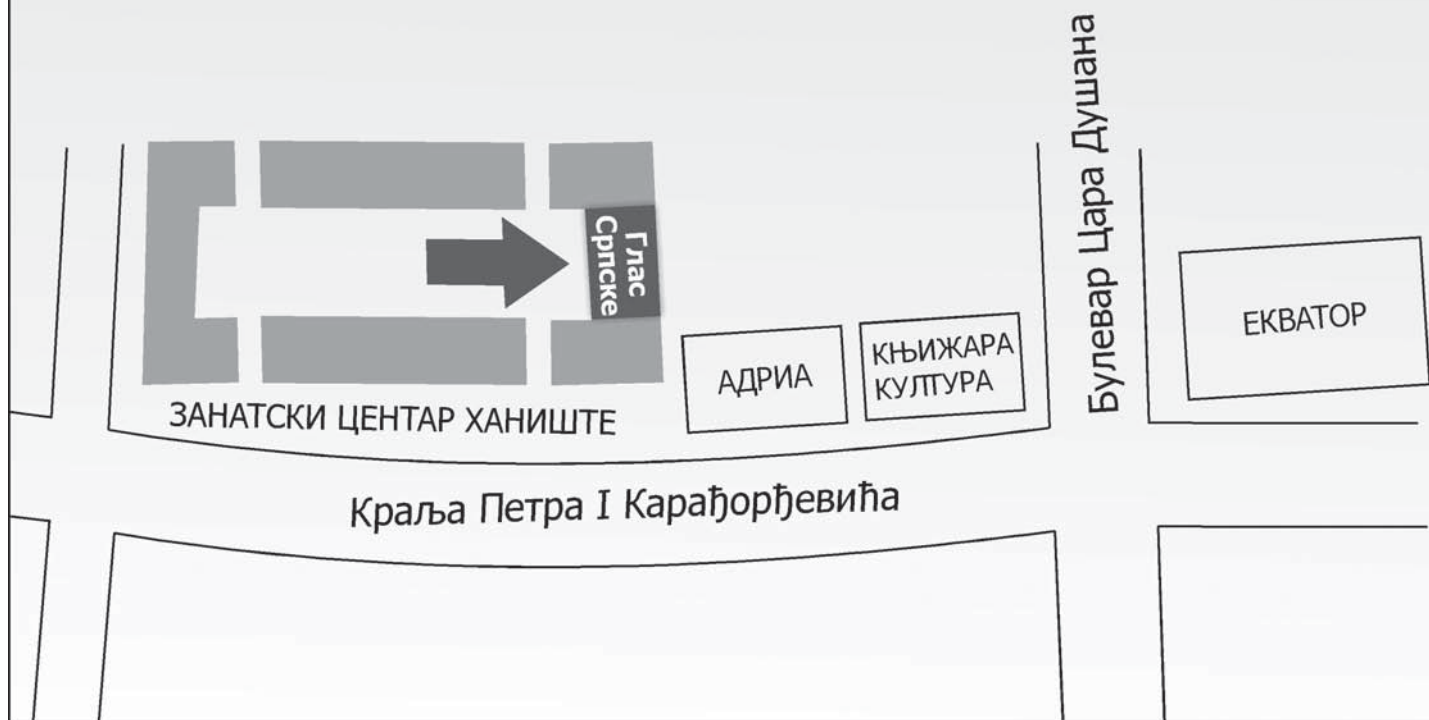 Булевар Цара Душана
Глас
Српске
ЕКВАТОР
АДРИА
КЊИЖАРА
КУЛТУРА
ЗАНАТСКИ ЦЕНТАР ХАНИШТЕ
Краља Петра I Карађорђевића